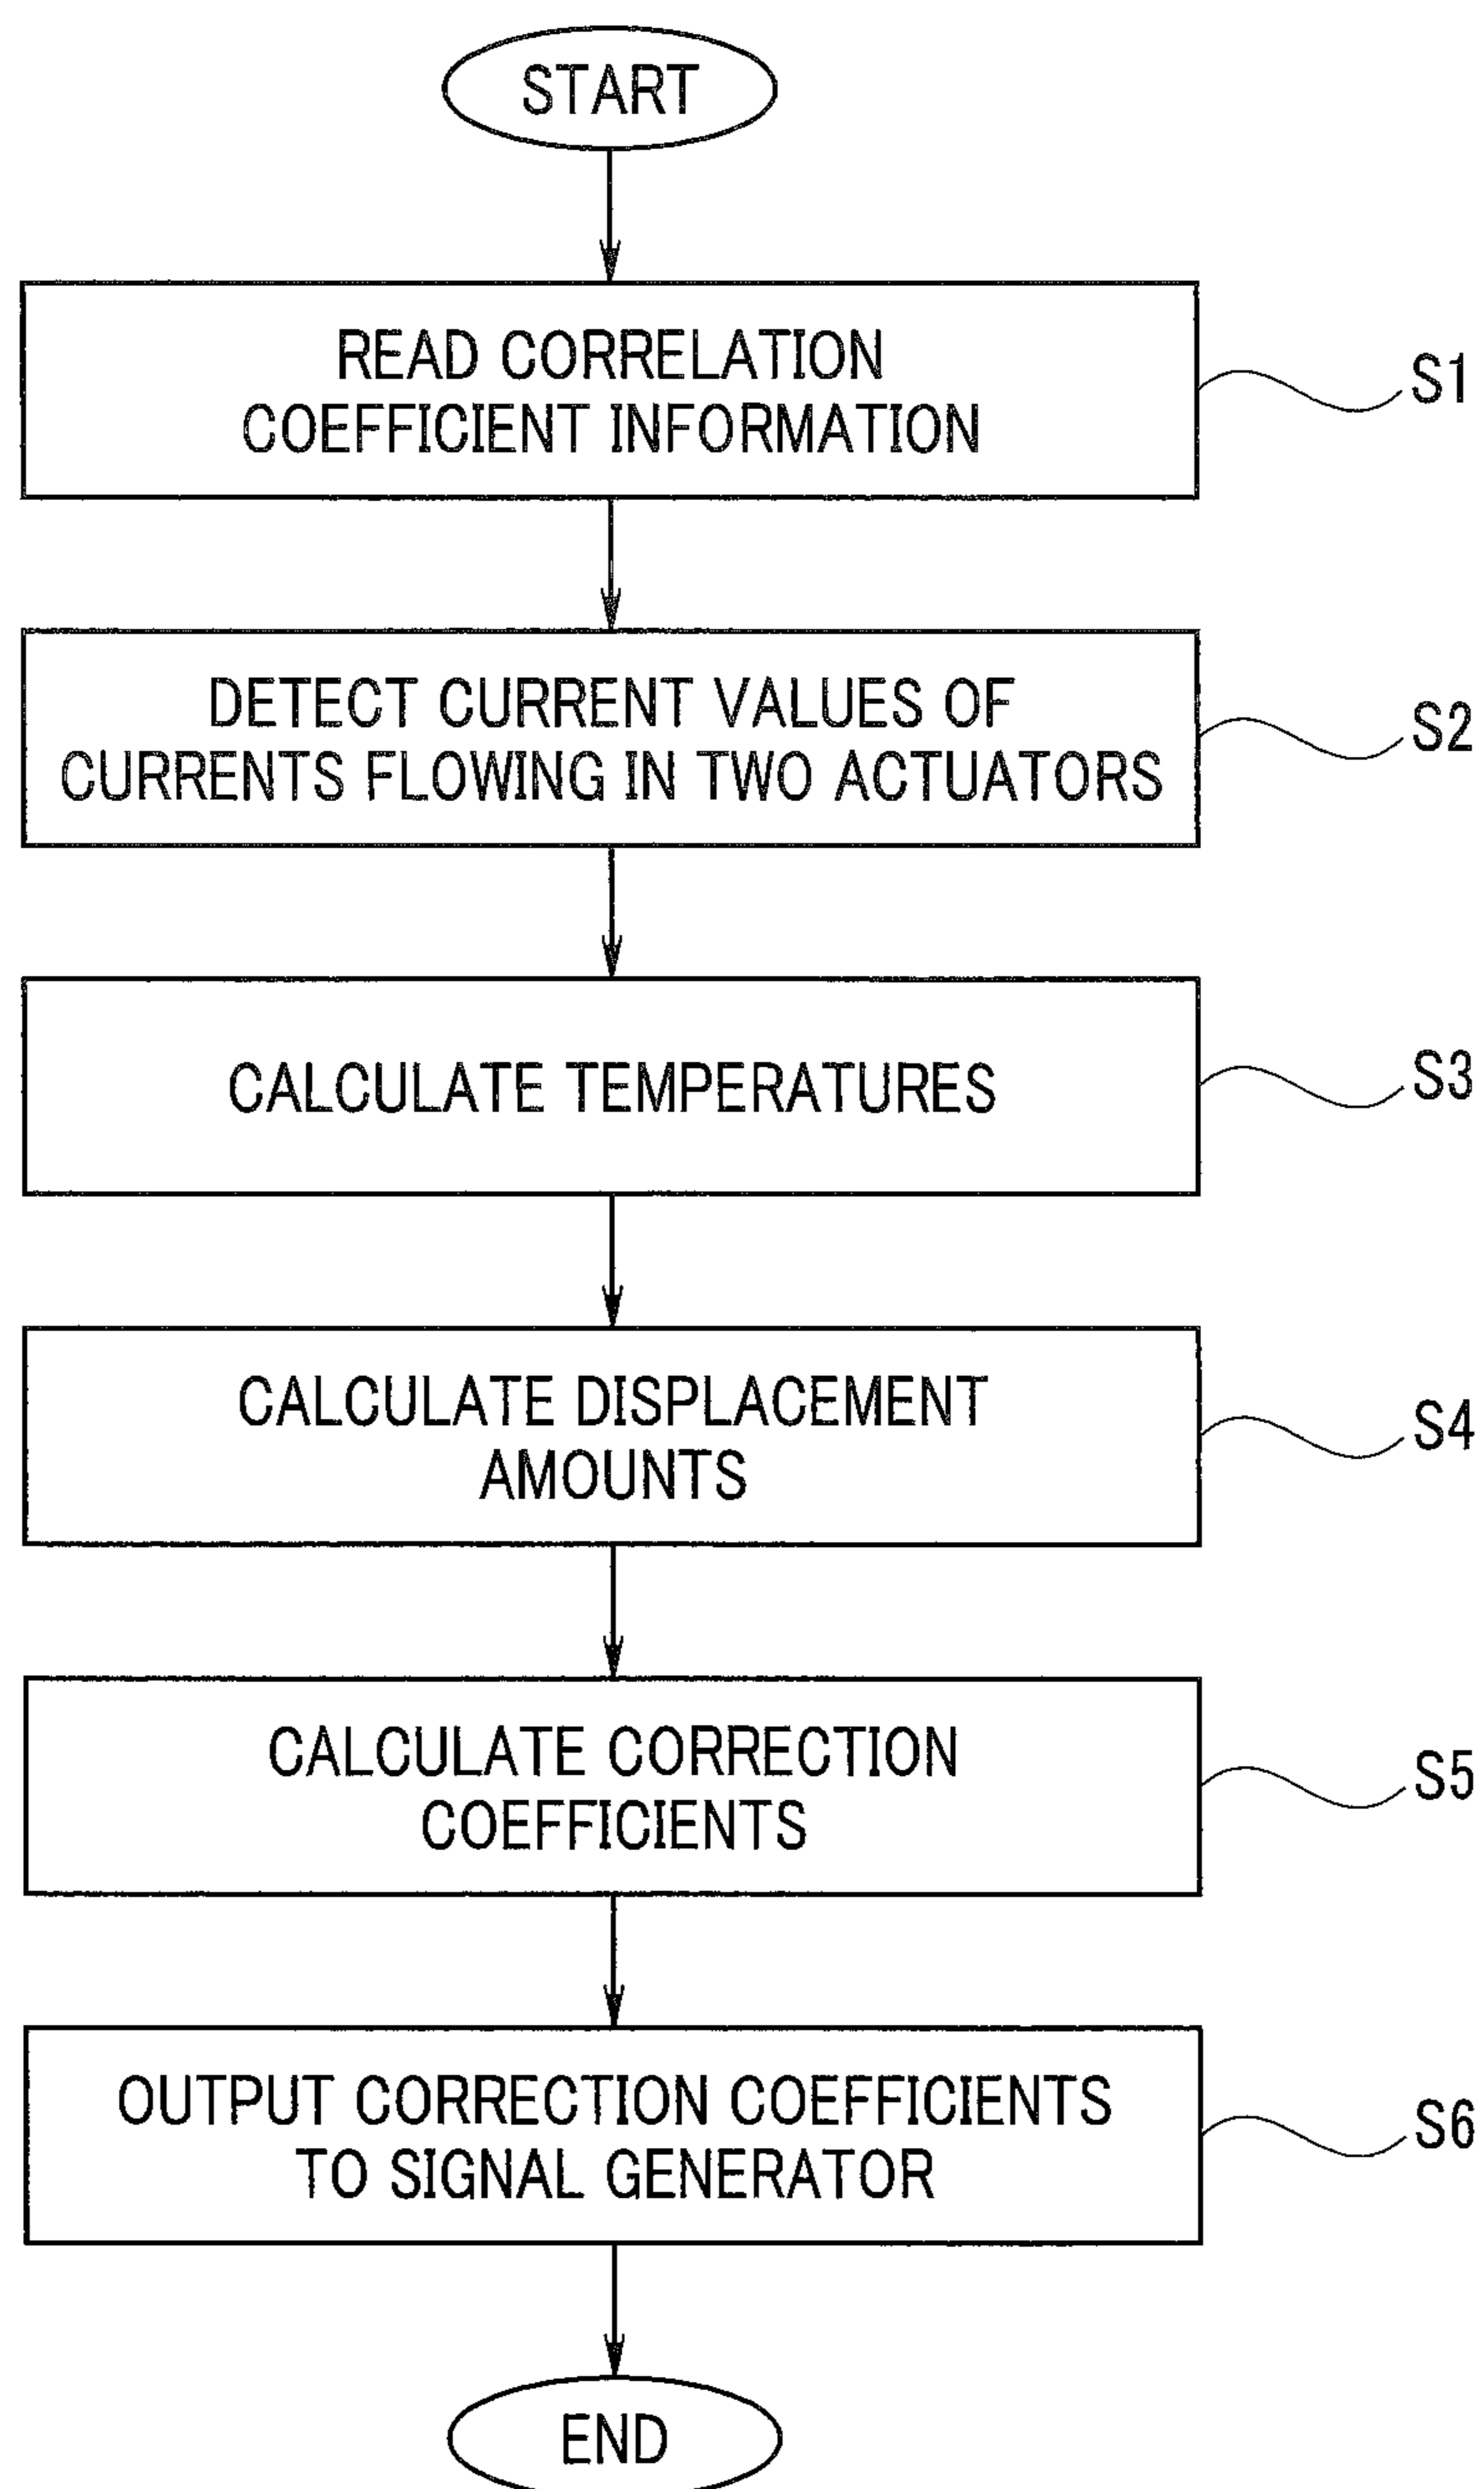 START
READ CORRELATION
COEFFICIENT INFORMATION
S1
DETECT CURRENT VALUES OF
CURRENTS FLOWING IN TWO ACTUATORS
S2
CALCULATE TEMPERATURES
S3
CALCULATE DISPLACEMENT
AMOUNTS
S4
CALCULATE CORRECTION
COEFFICIENTS
S5
OUTPUT CORRECTION COEFFICIENTS
TO SIGNAL GENERATOR
S6
END